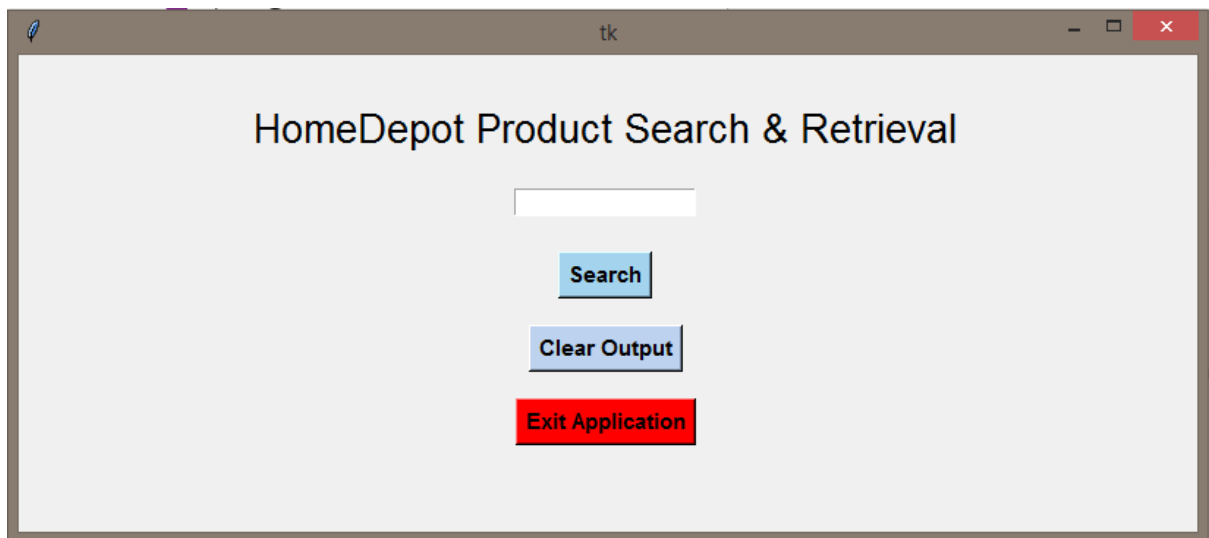 tk
HomeDepot Product Search & Retrieval
Search
Clear Output
Exit Application